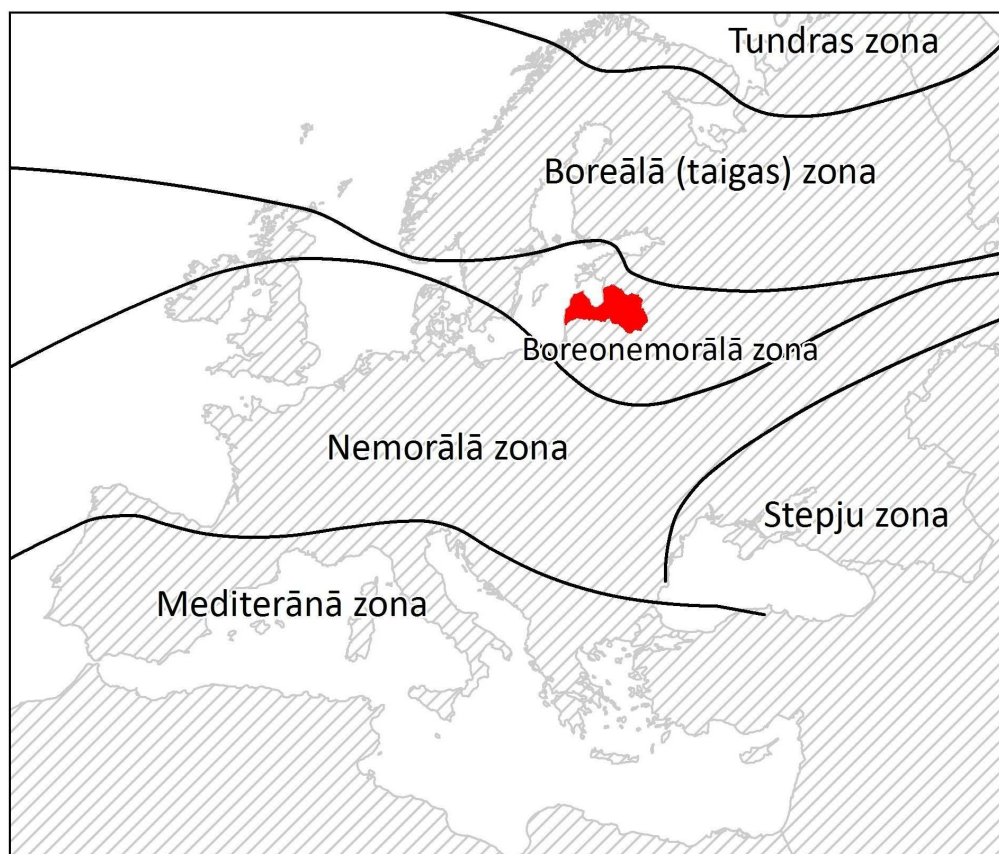 Tundras zona
Boreālā (taigas) zona
Boreonemorālā zona
Nemorālā zona
Stepju zona
Mediterānā zona